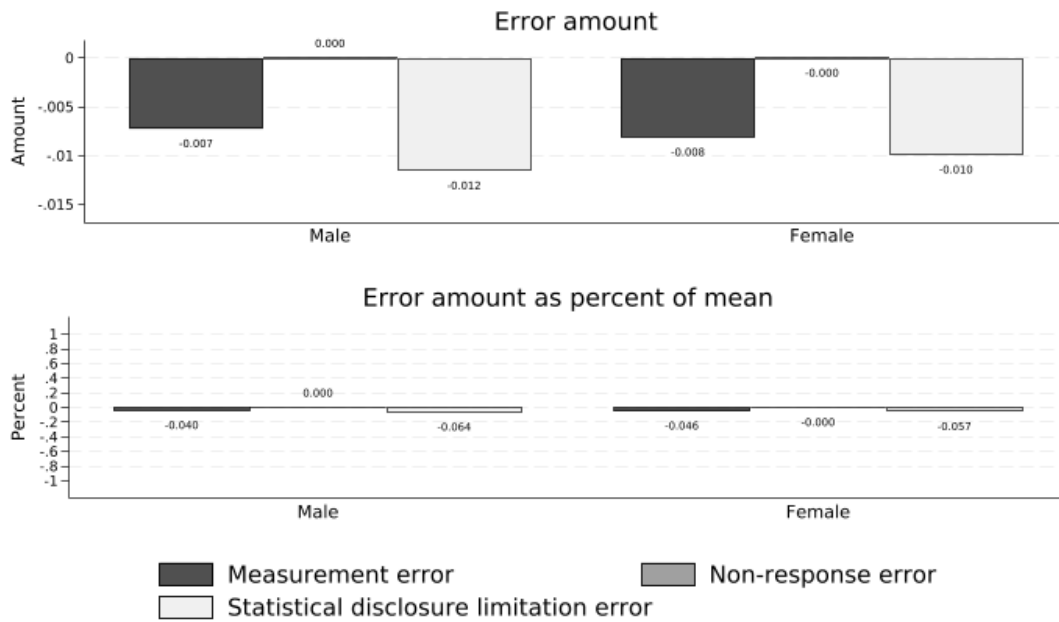 Error amount
Amount
0
-.005
-.01
-.015
0.000
-0.007
-0.012
-0.000
-0.008
-0.010
Male Female
Error amount as percent of mean
Percent
1
.8
.6
.4
.2
0
-.2
-.4
-.6
-.8
-1
0.000
-0.040 -0.064 -0.046 -0.000 -0.057
Male Female
Measurement error Non-response error
Statistical disclosure limitation error